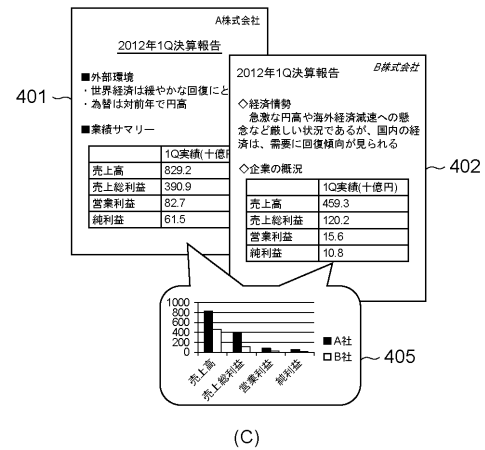 A株式会社
2012年1Q決算報告
■外部環境
・世界経済は緩やかな回復にと
・為替は対前年で円高
■業績サマリー
1Q実績(十億円
売上高 829.2
売上総利益 390.9
営業利益 82.7
純利益 61.5
401
B株式会社
2012年1Q決算報告
◇経済情勢
急激な円高や海外経済減速への懸
念など厳しい状況であるが、国内の経
済は、需要に回復傾向が見られる
◇企業の概況
1Q実績(十億円)
売上高 459.3
売上総利益 120.2
営業利益 15.6
純利益 10.8
402
1000
800
600
400
200
0
売上高
売上総利益
営業利益
純利益
■A社
□B社
405
(C)